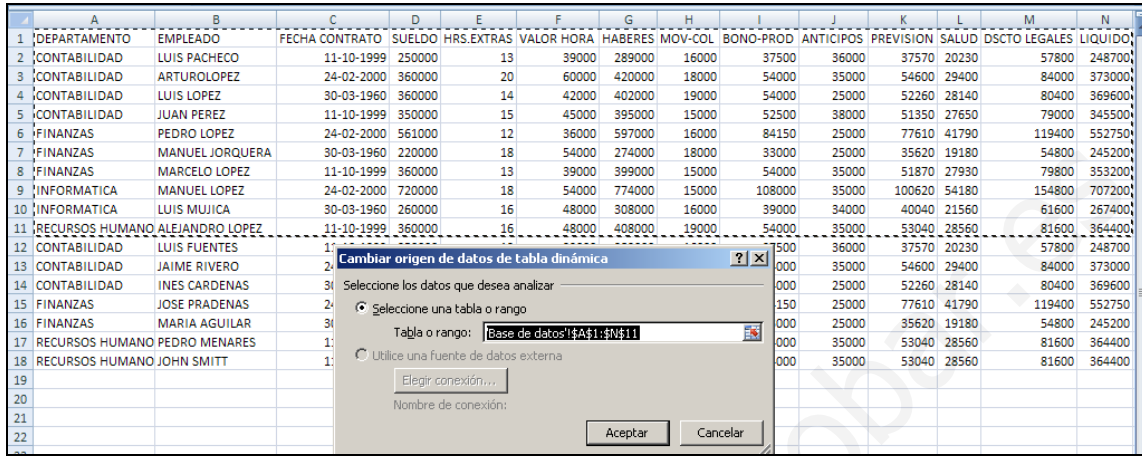 A B C D E F G H I J K L M N
1 DEPARTAMENTO EMPLEADO FECHA CONTRATO SUELDO HRS.EXTRAS VALOR HORA HABERES MOV-COL BONO-PROD ANTICIPOS PREVISION SALUD DSCTO LEGALES LIQUIDO
2 CONTABILIDAD LUIS PACHECO 11-10-1999 250000 13 39000 289000 16000 37500 36000 37570 20230 57800 248700
3 CONTABILIDAD ARTUROLOPEZ 24-02-2000 360000 20 60000 420000 18000 54000 35000 54600 29400 84000 373000
4 CONTABILIDAD LUIS LOPEZ 30-03-1960 360000 14 42000 402000 19000 54000 25000 52260 28140 80400 369600
5 CONTABILIDAD JUAN PEREZ 11-10-1999 350000 15 45000 395000 15000 52500 38000 51350 27650 79000 345500
6 FINANZAS PEDRO LOPEZ 24-02-2000 561000 12 36000 597000 16000 84150 25000 77610 41790 119400 552750
7 FINANZAS MANUEL JORQUERA 30-03-1960 220000 18 54000 274000 18000 33000 25000 35620 19180 54800 245200
8 FINANZAS MARCELO LOPEZ 11-10-1999 360000 13 39000 399000 15000 54000 35000 51870 27930 79800 353200
9 INFORMATICA MANUEL LOPEZ 24-02-2000 720000 18 54000 774000 15000 108000 35000 100620 54180 154800 707200
10 INFORMATICA LUIS MUJICA 30-03-1960 260000 16 48000 308000 16000 39000 34000 40040 21560 61600 267400
11 RECURSOS HUMANO ALEJANDRO LOPEZ 11-10-1999 360000 16 48000 408000 19000 54000 35000 53040 28560 81600 364400
12 CONTABILIDAD LUIS FUENTES 36000 37570 20230 57800 248700
13 CONTABILIDAD JAIME RIVERO 35000 54600 29400 84000 373000
14 CONTABILIDAD INES CARDENAS 25000 52260 28140 80400 369600
15 FINANZAS JOSE PRADENAS 25000 77610 41790 119400 552750
16 FINANZAS MARIA AGUILAR 25000 35620 19180 54800 245200
17 RECURSOS HUMANO PEDRO MENARES 35000 53040 28560 81600 364400
18 RECURSOS HUMANO JOHN SMITT 35000 53040 28560 81600 364400
19
20
21
22
Cambiar origen de datos de tabla dinámica
Seleccione los datos que desea analizar
Seleccione una tabla o rango
Tabla o rango: 'Base de datos'!$A$1:$N$11
Utilice una fuente de datos externa
Elegir conexión...
Nombre de conexión:
Aceptar Cancelar